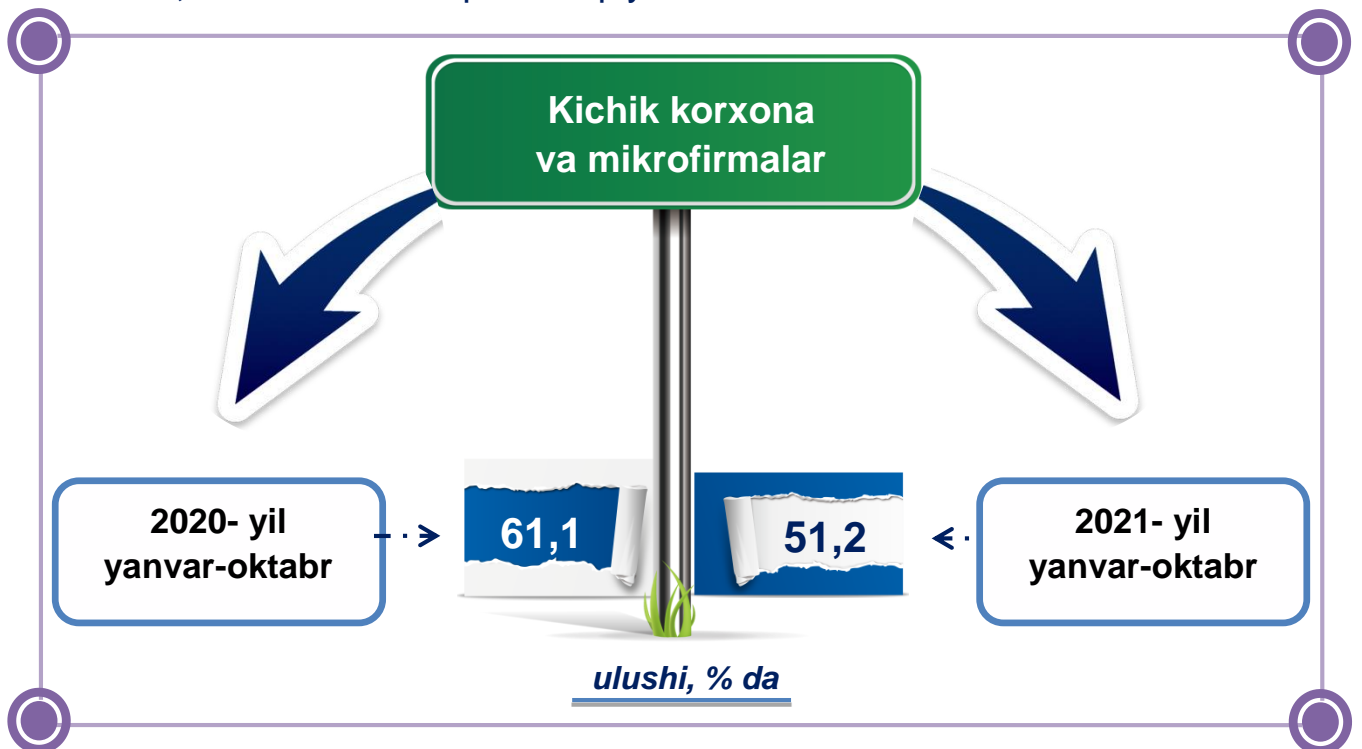 Kichik korxona
va mikrofirmalar
2020- yil
yanvar-oktabr
61,1
51,2
2021- yil
yanvar-oktabr
ulushi, % da